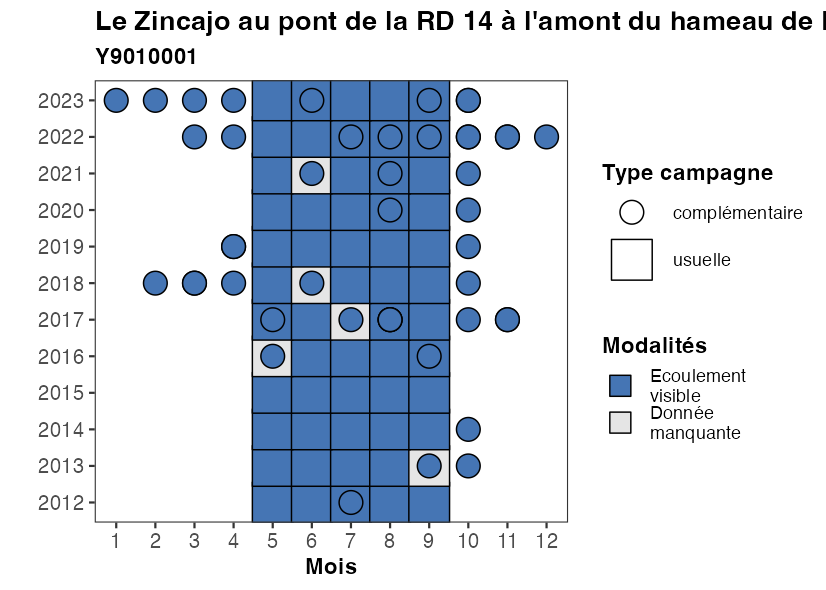 Le Zincajo au pont de la RD 14 à l'amont du hameau de
Y9010001
2023
2022
2021
2020
2019
2018
2017
2016
2015
2014
2013
2012
1 2 3 4 5 6 7 8 9 10 11 12
Mois
Type campagne
complémentaire
usuelle
Modalités
Ecoulement
visible
Donnée
manquante